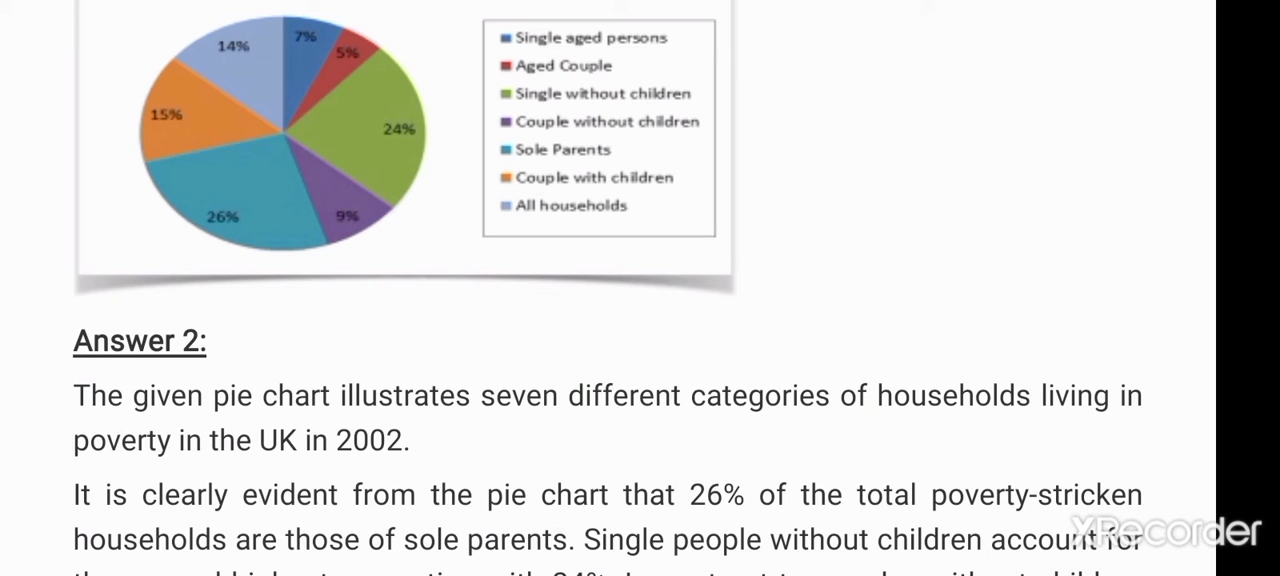 7%
5%
14%
15%
24%
26%
9%
Single aged persons
Aged Couple
Single without children
Couple without children
Sole Parents
Couple with children
All households
Answer 2:
The given pie chart illustrates seven different categories of households living in
poverty in the UK in 2002.
It is clearly evident from the pie chart that 26% of the total poverty-stricken
households are those of sole parents. Single people without children account for
XRecorder